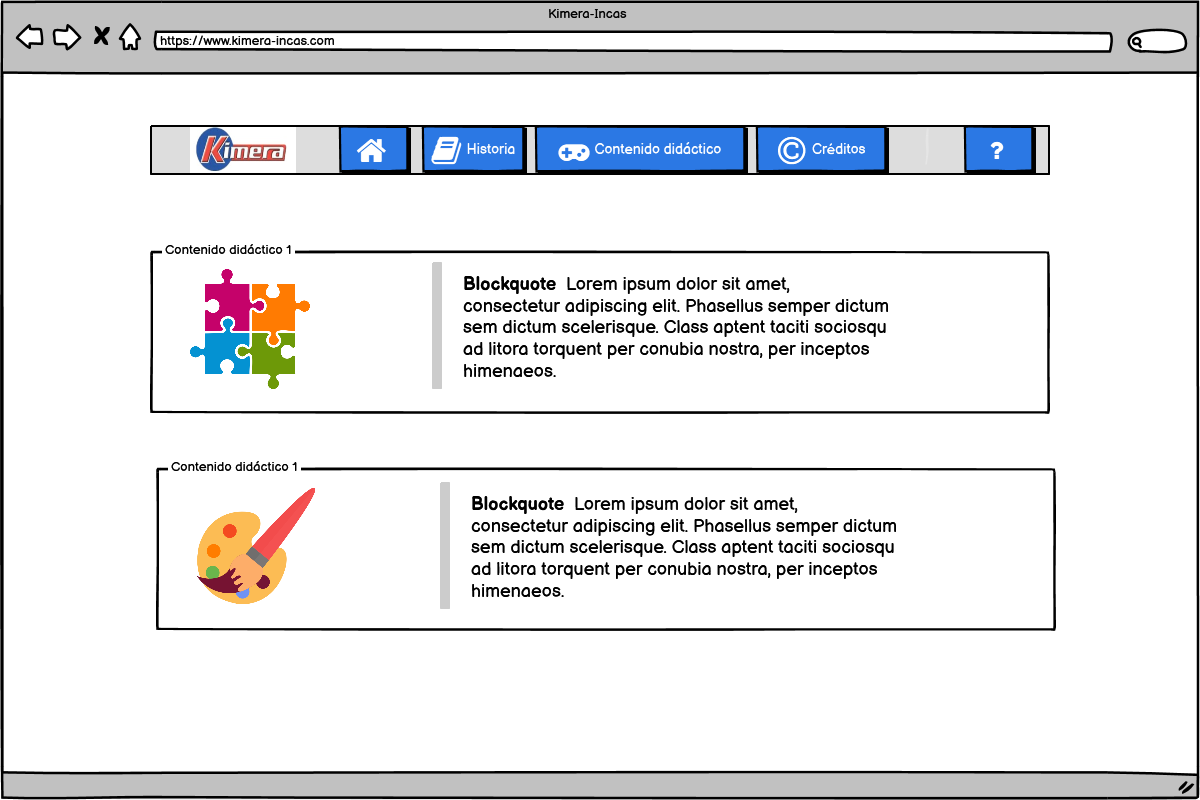 Kimera-Incas
https://www.kimera-incas.com
Kimera
Historia
Contenido didáctico
Créditos
?
Contenido didáctico 1
Blockquote Lorem ipsum dolor sit amet,
consectetur adipiscing elit. Phasellus semper dictum
sem dictum scelerisque. Class aptent taciti sociosqu
ad litora torquent per conubia nostra, per inceptos
himenaeos.
Contenido didáctico 1
Blockquote Lorem ipsum dolor sit amet,
consectetur adipiscing elit. Phasellus semper dictum
sem dictum scelerisque. Class aptent taciti sociosqu
ad litora torquent per conubia nostra, per inceptos
himenaeos.